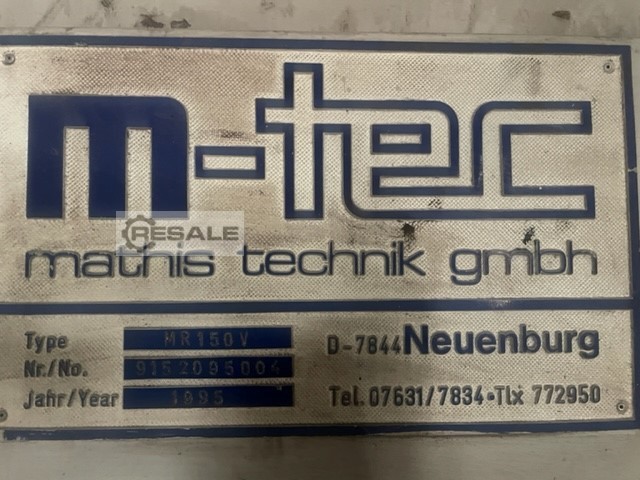 m-tec
RESALE
mathis technik gmbh
Type MR150V
Nr./No. 9152095004
Jahr/Year 1995
D-7844 Neuenburg
Tel. 07631/7834·Tlx 772950